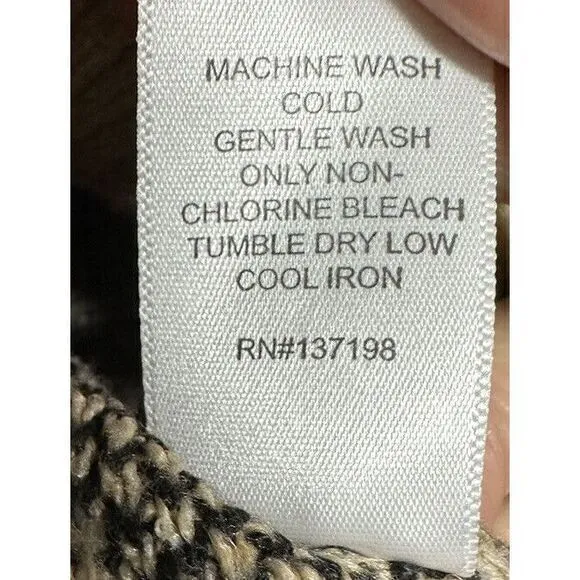 MACHINE WASH
COLD
GENTLE WASH
ONLY NON-
CHLORINE BLEACH
TUMBLE DRY LOW
COOL IRON
RN#137198